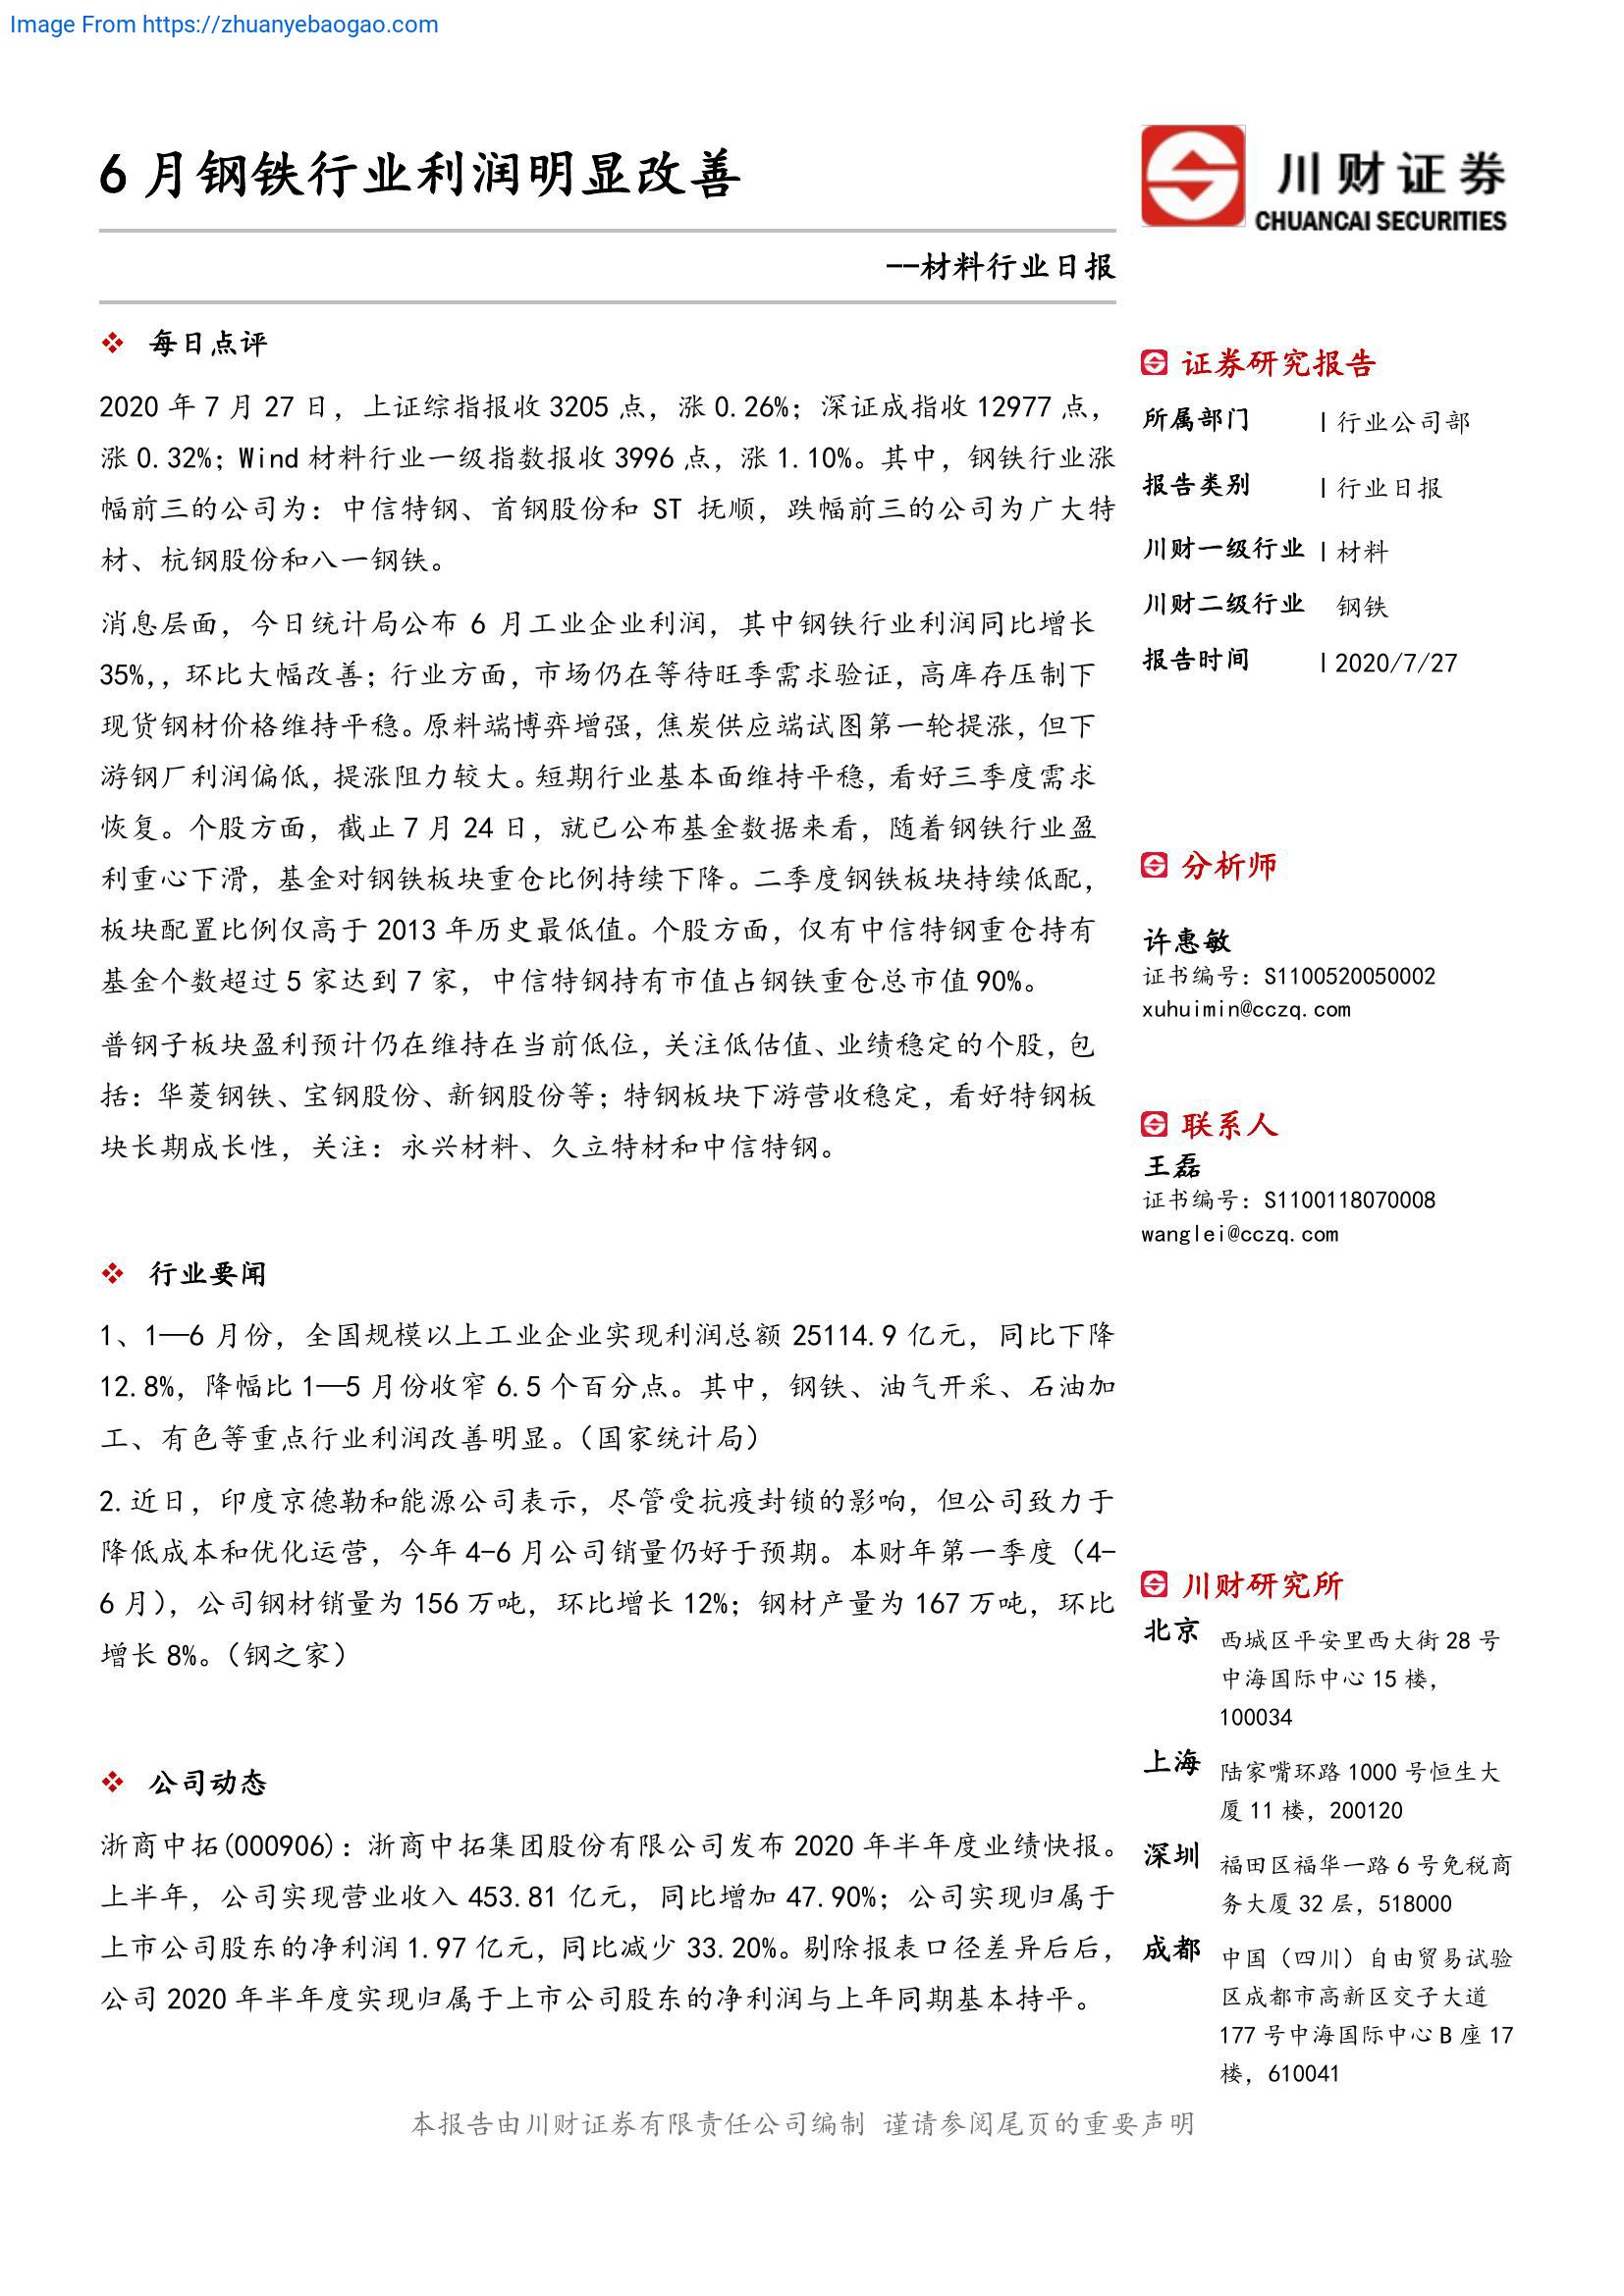 Image From https://zhuanyebaogao.com
6 月钢铁行业利润明显改善
川财证券
CHUANCAI SECURITIES
--材料行业日报
每日点评
2020 年 7 月 27 日，上证综指报收 3205 点，涨 0.26%；深证成指收 12977 点，
涨 0.32%；Wind 材料行业一级指数报收 3996 点，涨 1.10%。其中，钢铁行业涨
幅前三的公司为：中信特钢、首钢股份和 ST 抚顺，跌幅前三的公司为广大特
材、杭钢股份和八一钢铁。
消息层面，今日统计局公布 6 月工业企业利润，其中钢铁行业利润同比增长
35%,，环比大幅改善；行业方面，市场仍在等待旺季需求验证，高库存压制下
现货钢材价格维持平稳。原料端博弈增强，焦炭供应端试图第一轮提涨，但下
游钢厂利润偏低，提涨阻力较大。短期行业基本面维持平稳，看好三季度需求
恢复。个股方面，截止 7 月 24 日，就已公布基金数据来看，随着钢铁行业盈
利重心下滑，基金对钢铁板块重仓比例持续下降。二季度钢铁板块持续低配，
板块配置比例仅高于 2013 年历史最低值。个股方面，仅有中信特钢重仓持有
基金个数超过 5 家达到 7 家，中信特钢持有市值占钢铁重仓总市值 90%。
普钢子板块盈利预计仍在维持在当前低位，关注低估值、业绩稳定的个股，包
括：华菱钢铁、宝钢股份、新钢股份等；特钢板块下游营收稳定，看好特钢板
块长期成长性，关注：永兴材料、久立特材和中信特钢。
行业要闻
1、1—6 月份，全国规模以上工业企业实现利润总额 25114.9 亿元，同比下降
12.8%，降幅比 1—5 月份收窄 6.5 个百分点。其中，钢铁、油气开采、石油加
工、有色等重点行业利润改善明显。（国家统计局）
2.近日，印度京德勒和能源公司表示，尽管受抗疫封锁的影响，但公司致力于
降低成本和优化运营，今年 4-6 月公司销量仍好于预期。本财年第一季度（4-
6 月），公司钢材销量为 156 万吨，环比增长 12%；钢材产量为 167 万吨，环比
增长 8%。（钢之家）
公司动态
浙商中拓(000906)：浙商中拓集团股份有限公司发布 2020 年半年度业绩快报。
上半年，公司实现营业收入 453.81 亿元，同比增加 47.90%；公司实现归属于
上市公司股东的净利润 1.97 亿元，同比减少 33.20%。剔除报表口径差异后后，
公司 2020 年半年度实现归属于上市公司股东的净利润与上年同期基本持平。
证券研究报告
所属部门 | 行业公司部
报告类别 | 行业日报
川财一级行业 | 材料
川财二级行业 钢铁
报告时间 | 2020/7/27
分析师
许惠敏
证书编号：S1100520050002
xuhuimin@cczq.com
联系人
王磊
证书编号：S1100118070008
wanglei@cczq.com
川财研究所
北京 西城区平安里西大街 28 号
中海国际中心 15 楼，
100034
上海 陆家嘴环路 1000 号恒生大
厦 11 楼，200120
深圳 福田区福华一路 6 号免税商
务大厦 32 层，518000
成都 中国（四川）自由贸易试验
区成都市高新区交子大道
177 号中海国际中心 B 座 17
楼，610041
本报告由川财证券有限责任公司编制 谨请参阅尾页的重要声明